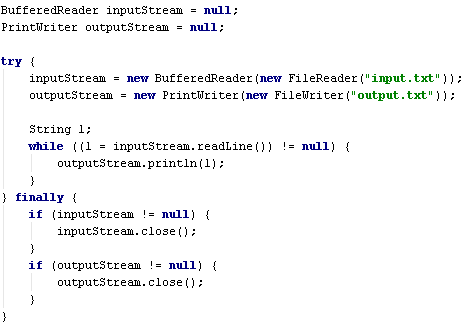 BufferedReader inputStream = null;
PrintWriter outputStream = null;

try {
    inputStream = new BufferedReader(new FileReader("input.txt"));
    outputStream = new PrintWriter(new FileWriter("output.txt"));

    String l;
    while ((l = inputStream.readLine()) != null) {
        outputStream.println(l);
    }
} finally {
    if (inputStream != null) {
        inputStream.close();
    }
    if (outputStream != null) {
        outputStream.close();
    }
}